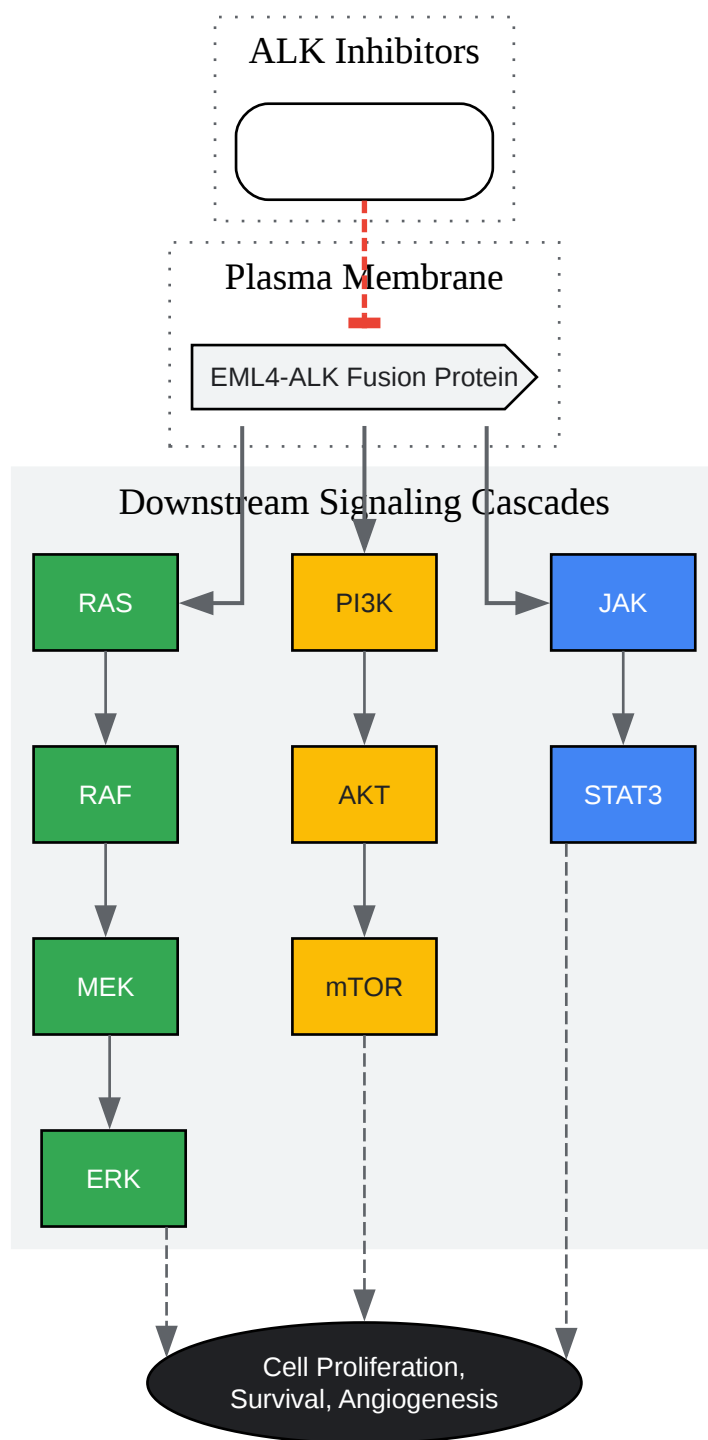 ALK Inhibitors
Plasma Membrane
EML4-ALK Fusion Protein
Downstream Signaling Cascades
RAS
PI3K
JAK
RAF
AKT
STAT3
MEK
mTOR
ERK
Cell Proliferation,
Survival, Angiogenesis